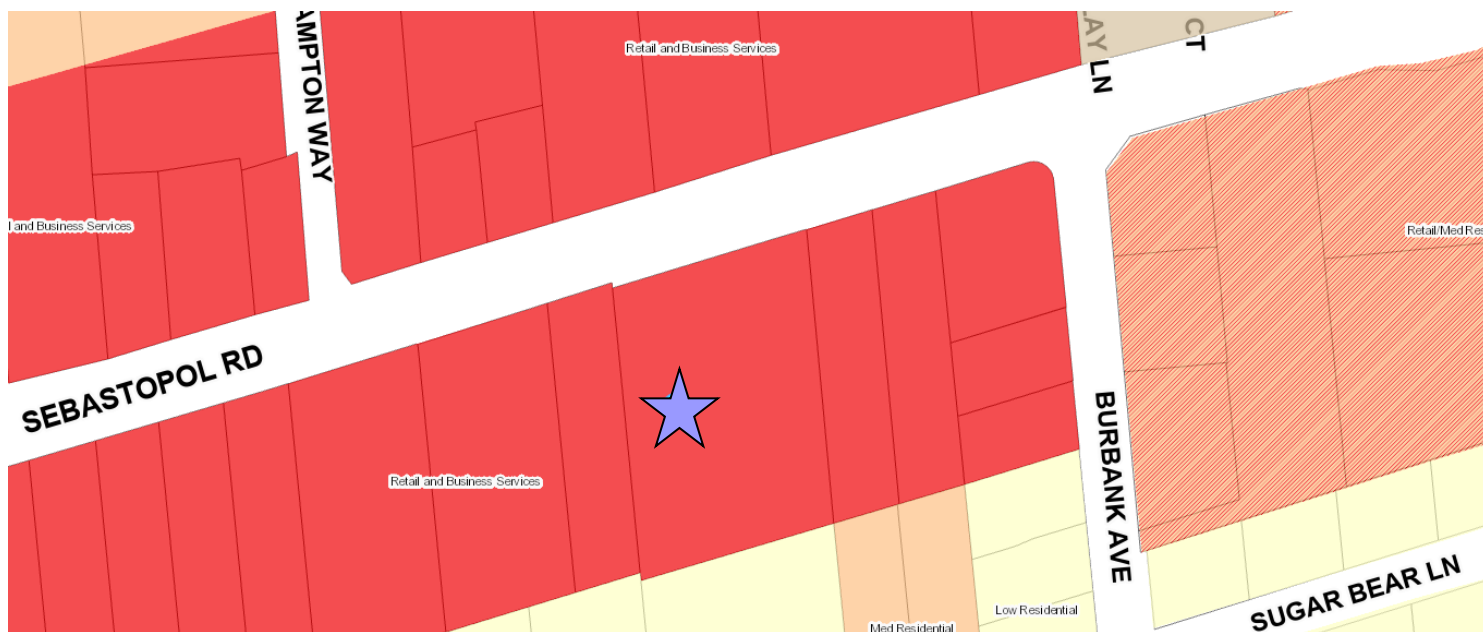 AMPTON WAY
Retail and Business Services
LAY LN
CT
l and Business Services
Retail/Med Res
SEBASTOPOL RD
Retail and Business Services
BURBANK AVE
Low Residential
SUGAR BEAR LN
Med Residential